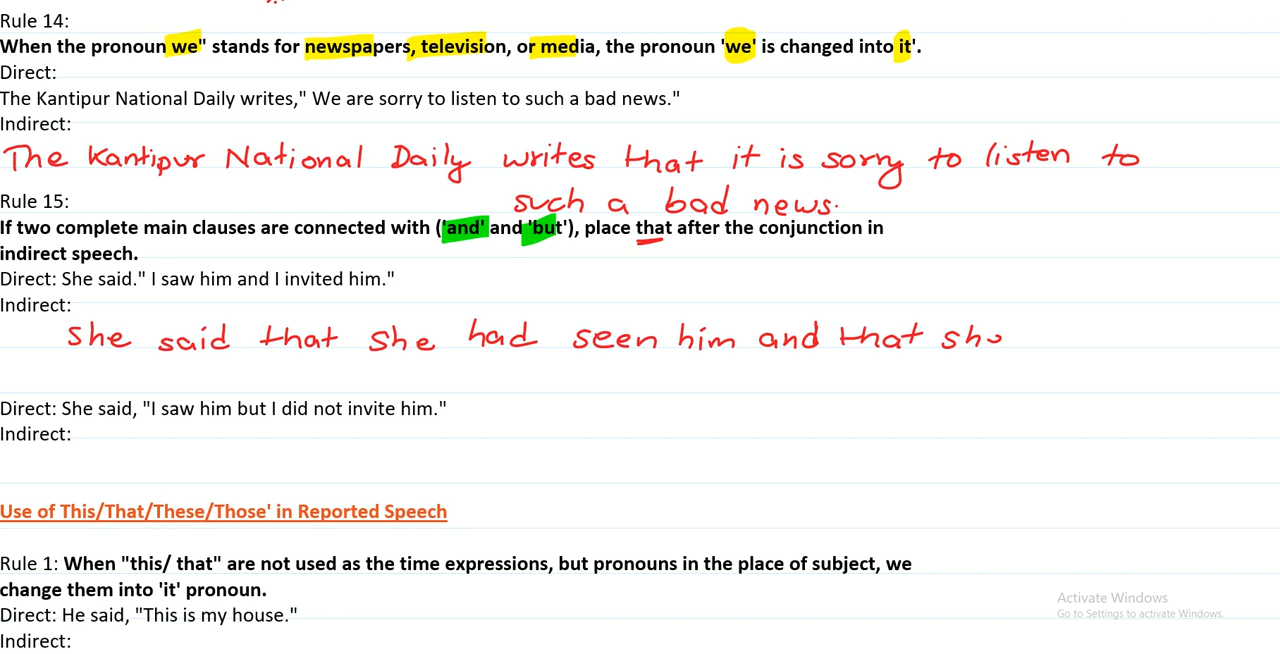 Rule 14:
When the pronoun we" stands for newspapers, television, or media, the pronoun 'we' is changed into it'.
Direct:
The Kantipur National Daily writes," We are sorry to listen to such a bad news."
Indirect:
The Kantipur National Daily writes that it is sorry to listen to
such a bad news.
Rule 15:
If two complete main clauses are connected with ('and' and 'but'), place that after the conjunction in
indirect speech.
Direct: She said." I saw him and I invited him."
Indirect:
She said that she had seen him and that she
Direct: She said, "I saw him but I did not invite him."
Indirect:
Use of This/That/These/Those' in Reported Speech
Rule 1: When "this/ that" are not used as the time expressions, but pronouns in the place of subject, we
change them into 'it' pronoun.
Direct: He said, "This is my house."
Indirect:
Activate Windows
Go to Settings to activate Windows.